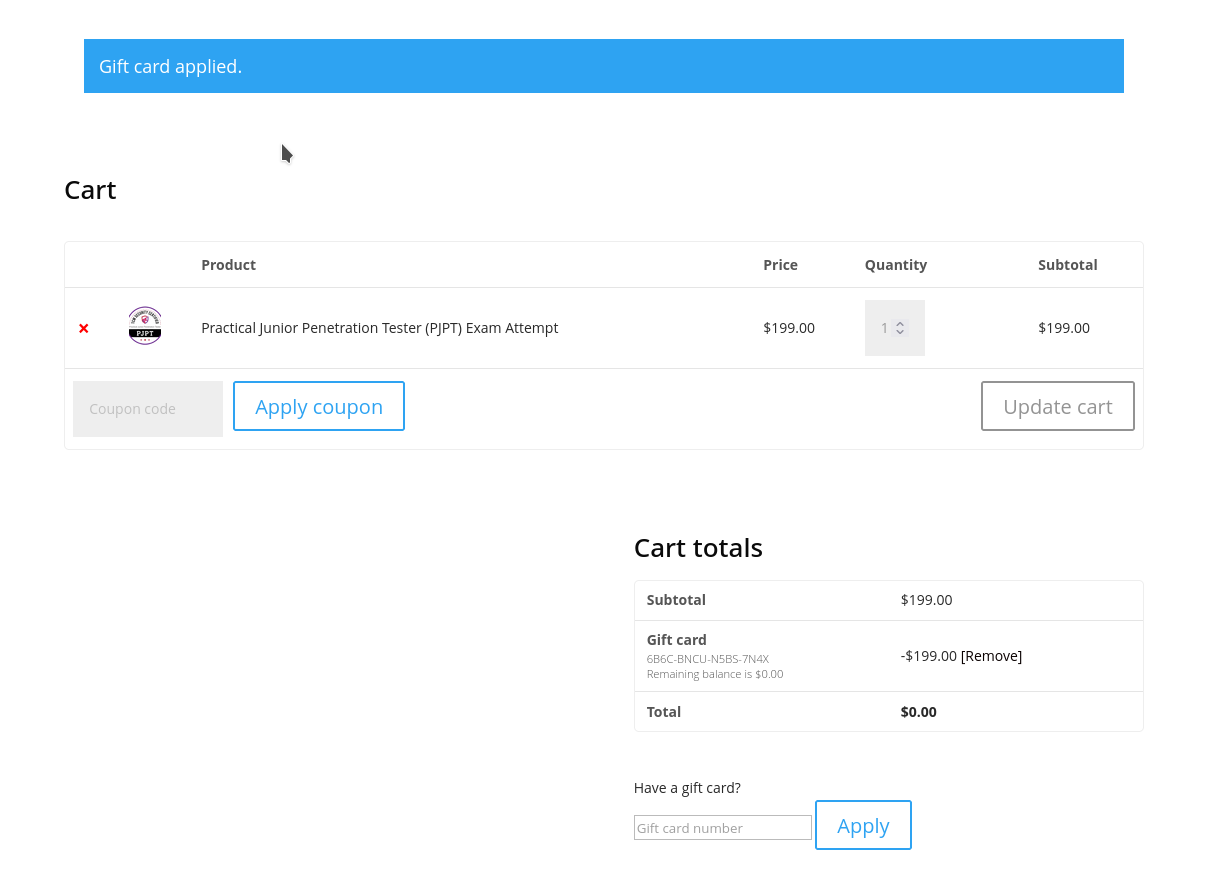 Gift card applied.
Cart
Product Price Quantity Subtotal
PJPT
Practical Junior Penetration Tester (PJPT) Exam Attempt $199.00 1 $199.00
Coupon code Apply coupon Update cart
Cart totals
Subtotal $199.00
Gift card
6B6C-BNCU-N5BS-7N4X
-$199.00 [Remove]
Remaining balance is $0.00
Total $0.00
Have a gift card?
Gift card number Apply